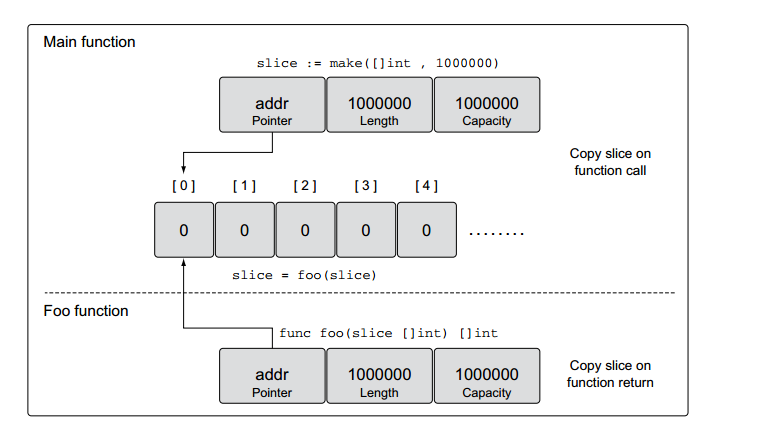 Main function
slice := make([]int , 1000000)
addr 1000000 1000000
Pointer Length Capacity
Copy slice on
function call
[0] [1] [2] [3] [4]
0 0 0 0 0 ........
slice = foo(slice)
Foo function
func foo(slice []int) []int
addr 1000000 1000000
Pointer Length Capacity
Copy slice on
function return